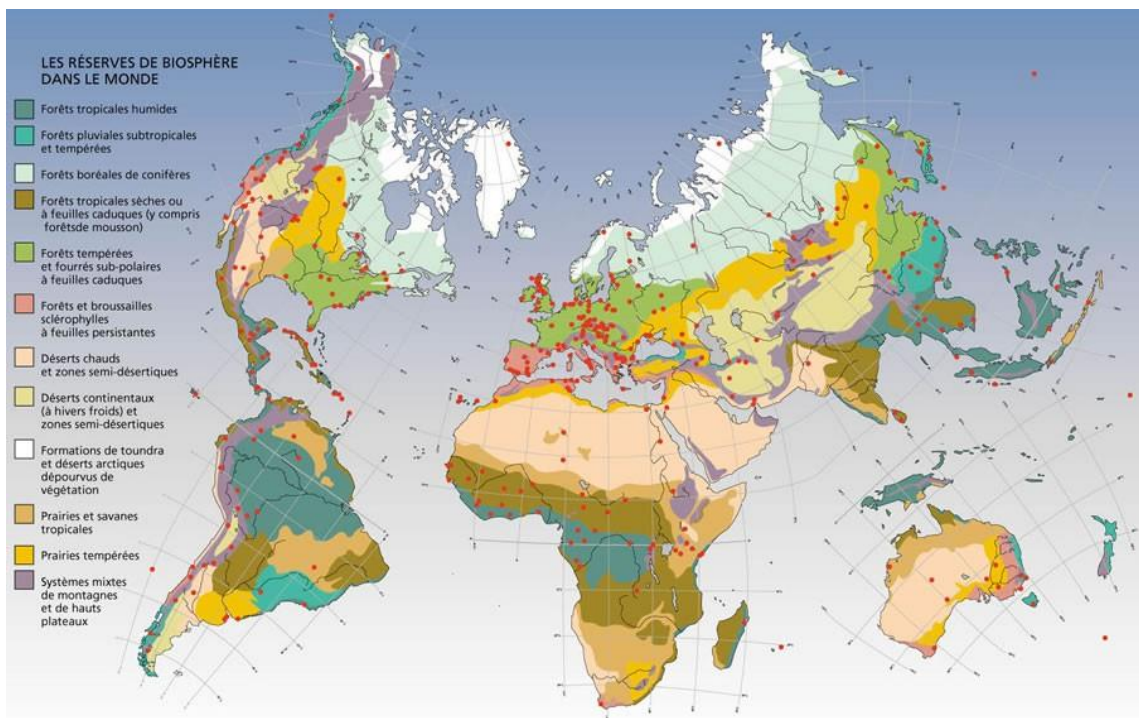 LES RÉSERVES DE BIOSPHÈRE
DANS LE MONDE
Forêts tropicales humides
Forêts pluviales subtropicales
et tempérées
Forêts boréales de conifères
Forêts tropicales sèches ou
à feuilles caduques (y compris
forêtsde mousson)
Forêts tempérées
et fourrés sub-polaires
à feuilles caduques
Forêts et broussailles
sclérophylles
à feuilles persistantes
Déserts chauds
et zones semi-désertiques
Déserts continentaux
(à hivers froids) et
zones semi-désertiques
Formations de toundra
et déserts arctiques
dépourvus de
végétation
Prairies et savanes
tropicales
Prairies tempérées
Systèmes mixtes
de montagnes
et de hauts
plateaux